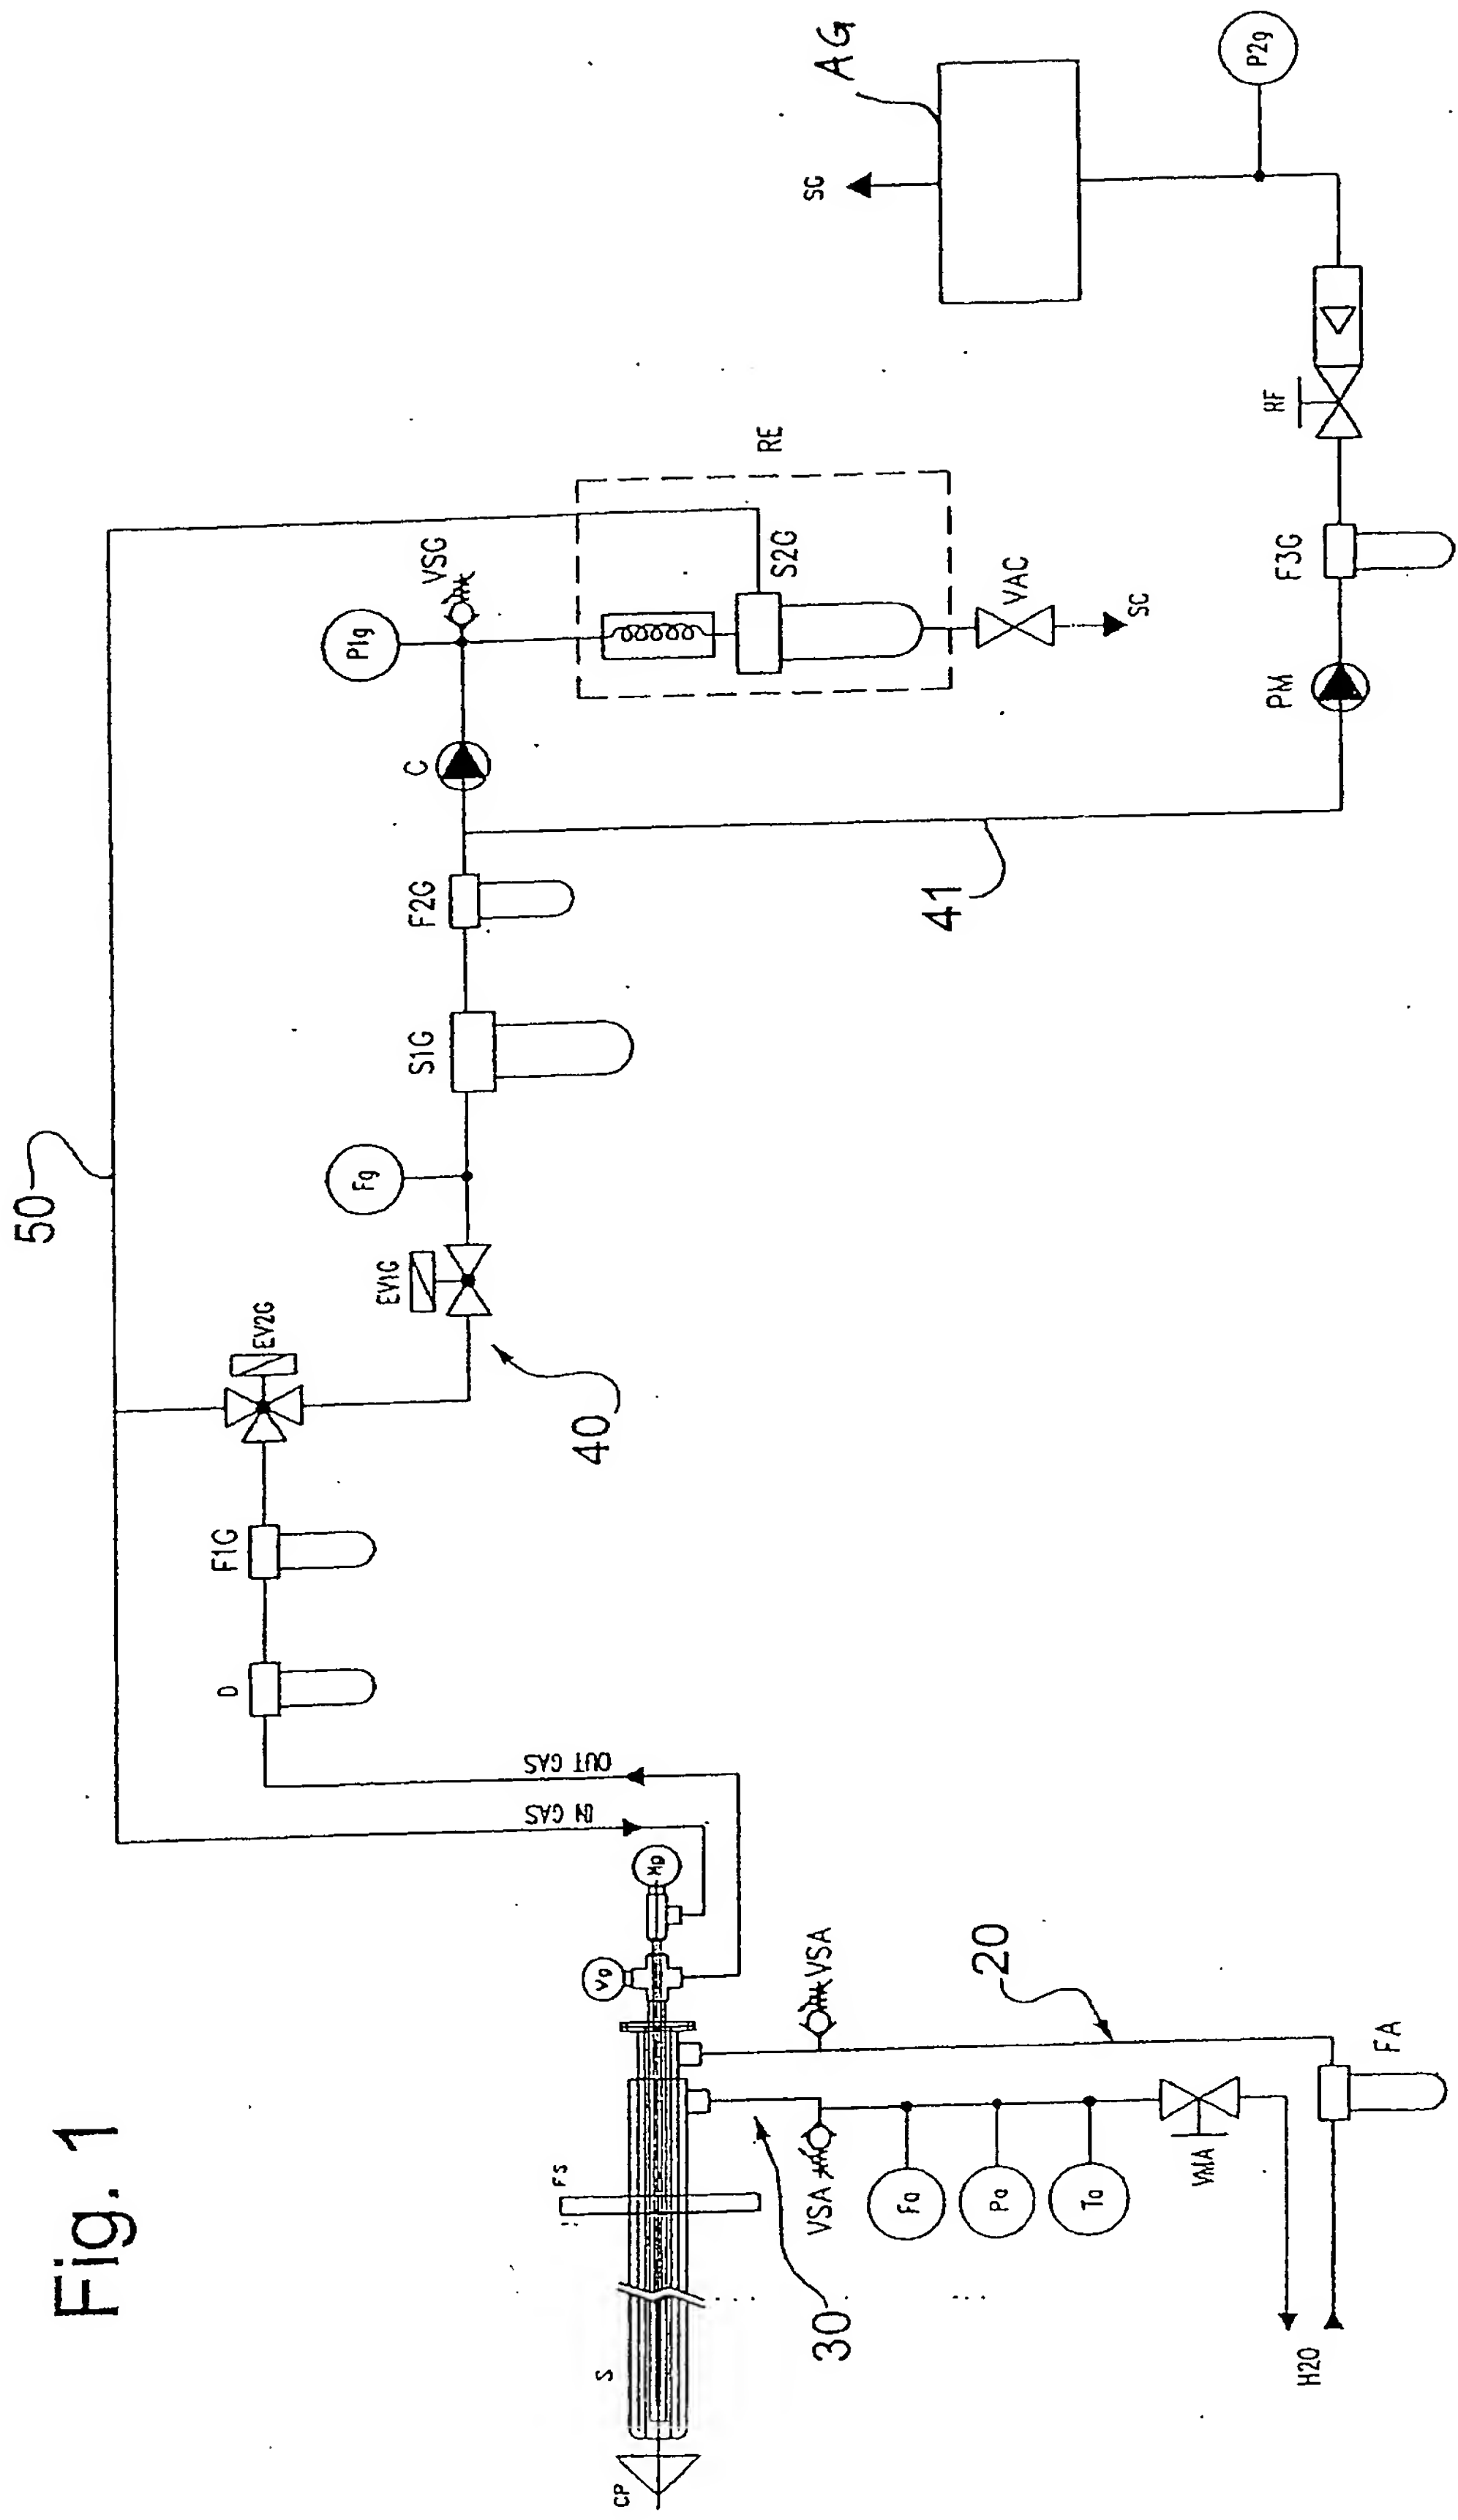 Fig. 1
50
40
41
20
30
AG
SG
P2g
RF
F3G
PM
RE
VSG
P1g
S2G
VAC
SC
C
F2G
S1G
Fg
EV1G
EV2G
F1G
D
OUT GAS
IN GAS
Vg
VSA
VSA
FA
Fa
Pa
Ta
VMA
H2O
FS
S
CP